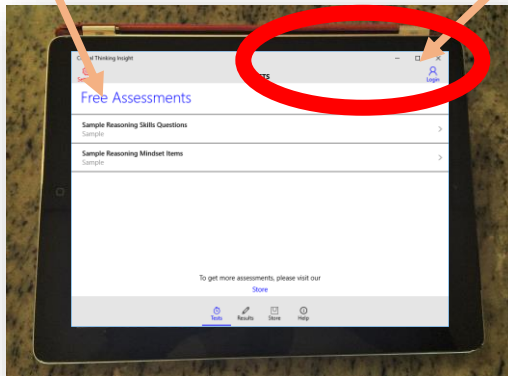 Thinking Insight
Login
Free Assessments
Sample Reasoning Skills Questions
Sample
Sample Reasoning Mindset Items
Sample
To get more assessments, please visit our
Store
Tests Results Store Help